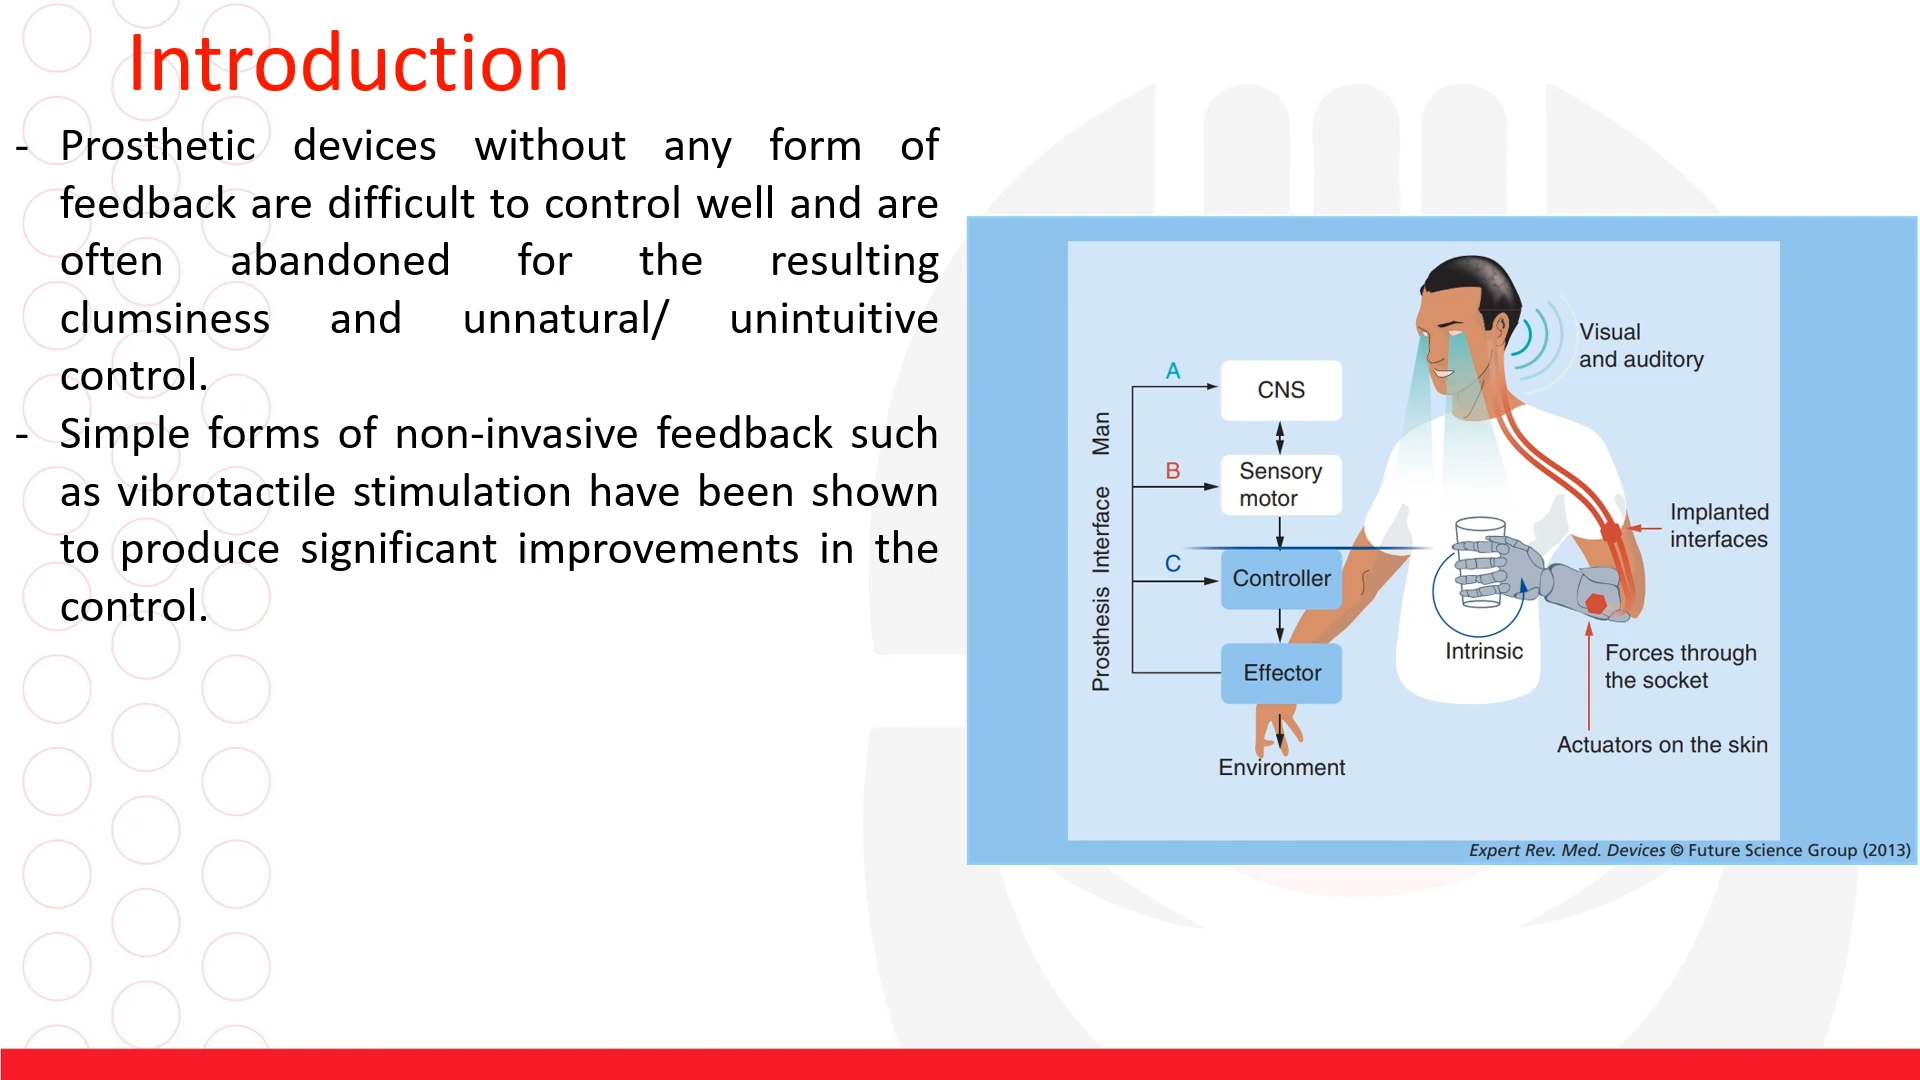 Introduction
- Prosthetic devices without any form of
feedback are difficult to control well and are
often abandoned for the resulting
clumsiness and unnatural/ unintuitive
control.
- Simple forms of non-invasive feedback such
as vibrotactile stimulation have been shown
to produce significant improvements in the
control.
Visual
and auditory
A
CNS
Man
B
Sensory
motor
Interface
Implanted
interfaces
C
Controller
Prosthesis
Intrinsic
Effector
Forces through
the socket
Actuators on the skin
Environment
Expert Rev. Med. Devices © Future Science Group (2013)